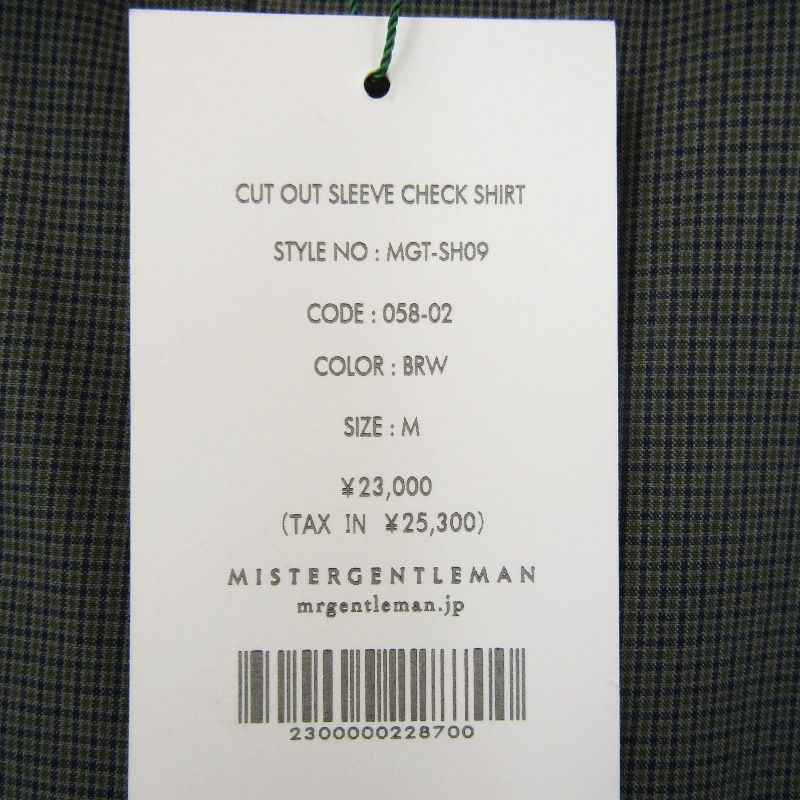 CUT OUT SLEEVE CHECK SHIRT
STYLE NO : MGT-SH09
CODE : 058-02
COLOR : BRW
SIZE : M
¥23,000
(TAX IN ¥25,300)
MISTERGENTLEMAN
mrgentleman.jp
2300000228700